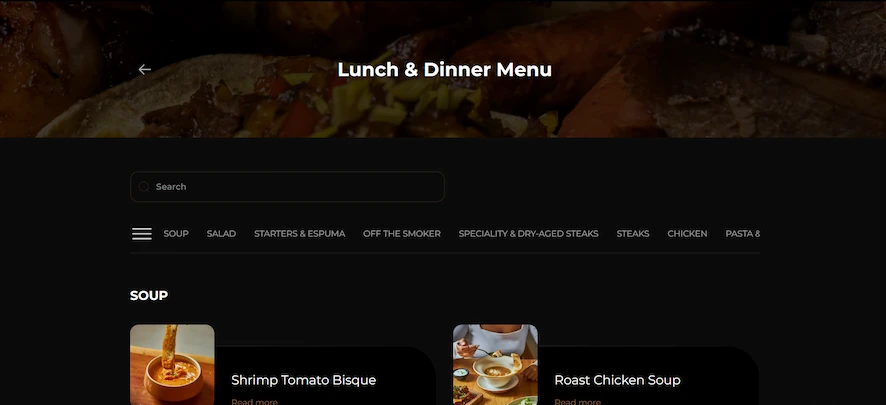 Lunch & Dinner Menu
Search
SOUP SALAD STARTERS & ESPUMA OFF THE SMOKER SPECIALITY & DRY-AGED STEAKS STEAKS CHICKEN PASTA &
SOUP
Shrimp Tomato Bisque Roast Chicken Soup
Read more Read more